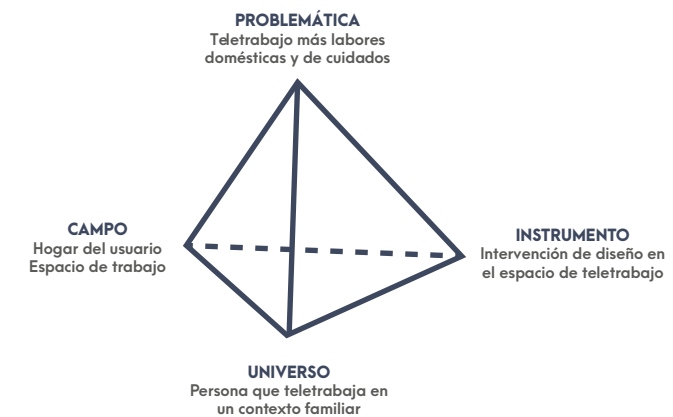 PROBLEMÁTICA
Teletrabajo más labores
domésticas y de cuidados
CAMPO
Hogar del usuario
Espacio de trabajo
INSTRUMENTO
Intervención de diseño en
el espacio de teletrabajo
UNIVERSO
Persona que teletrabaja en
un contexto familiar